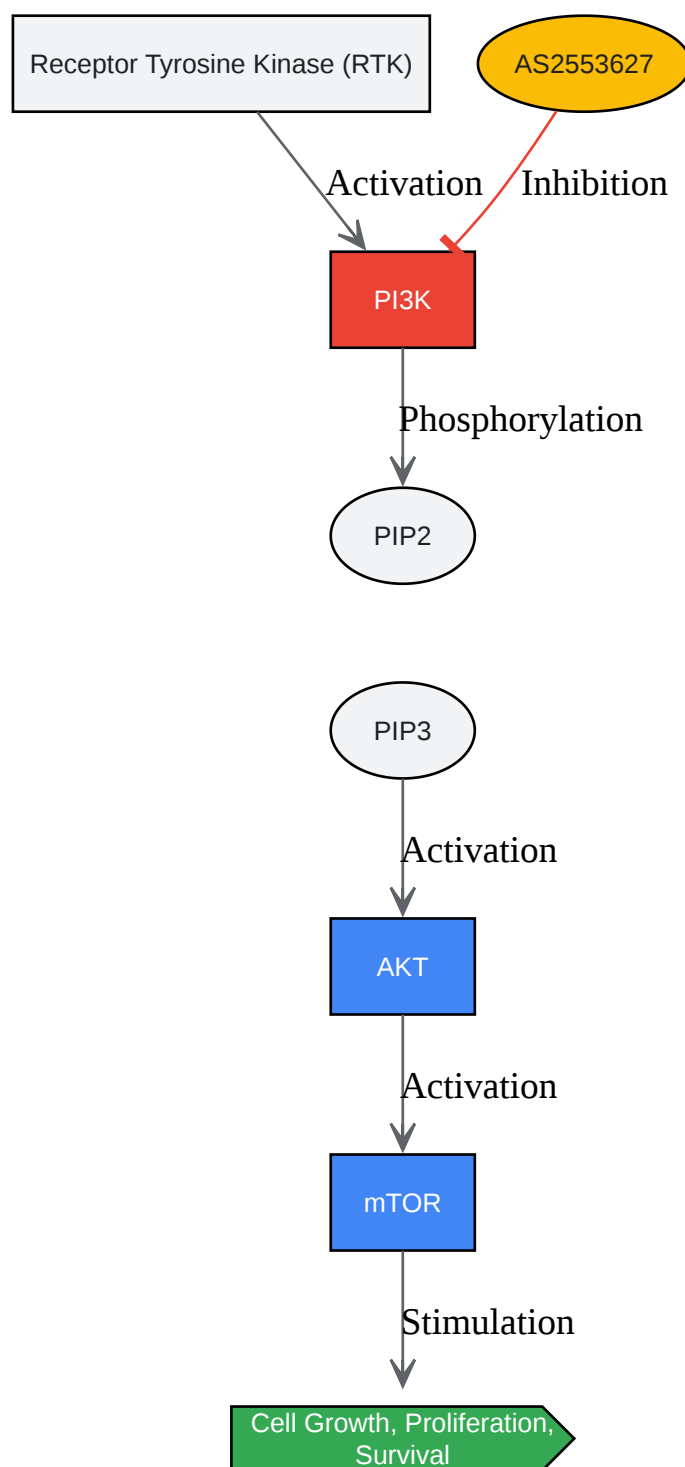 Receptor Tyrosine Kinase (RTK)
AS2553627
Activation
Inhibition
PI3K
Phosphorylation
PIP2
PIP3
Activation
AKT
Activation
mTOR
Stimulation
Cell Growth, Proliferation,
Survival